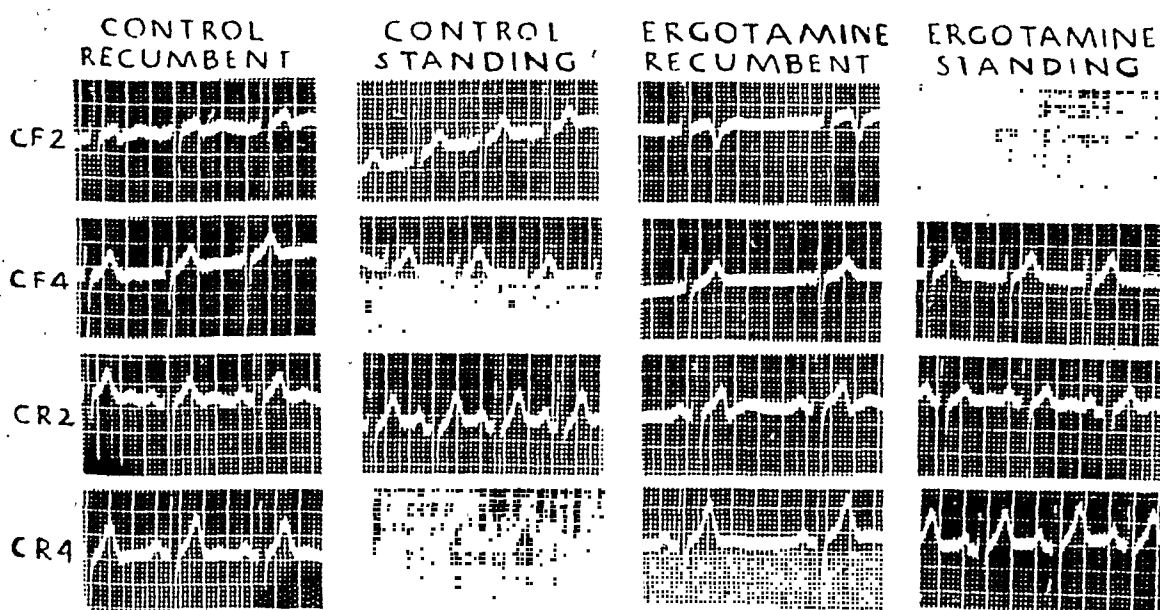 CONTROL RECUMBENT
CONTROL STANDING
ERGOTAMINE RECUMBENT
ERGOTAMINE STANDING
CF2
CF4
CR2
CR4